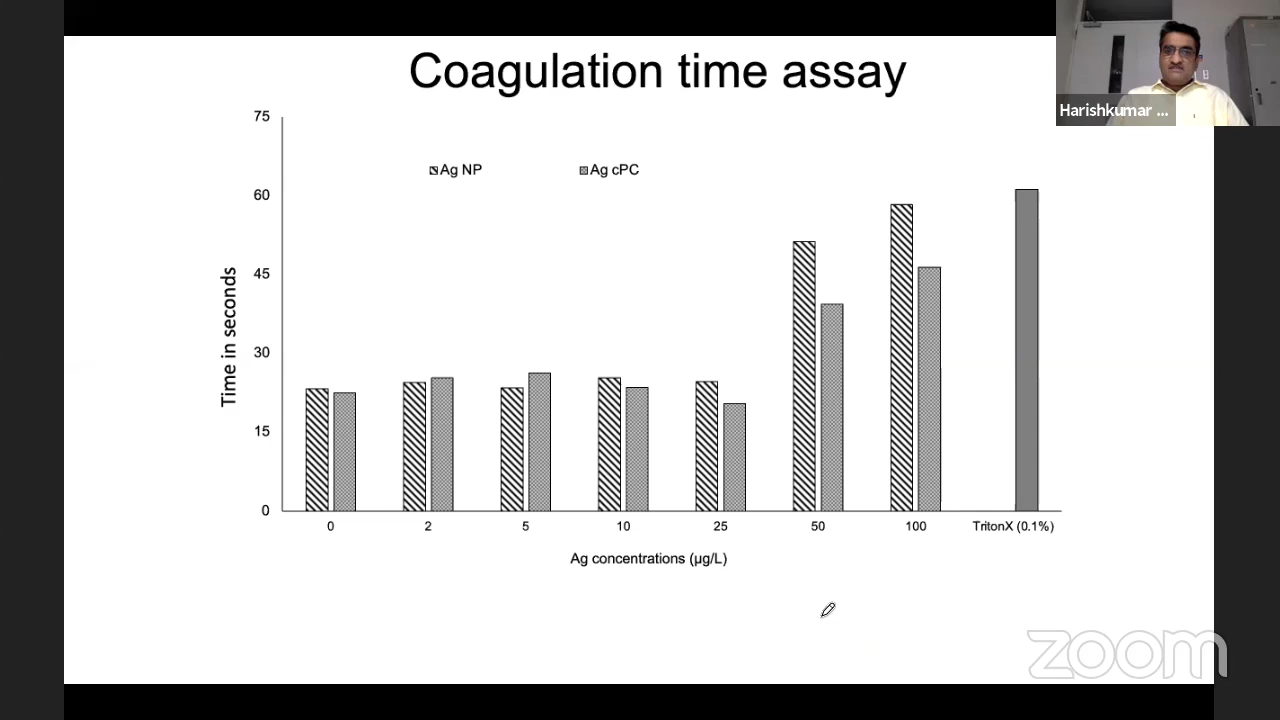 Coagulation time assay
Harishkumar ...
75
Ag NP
Ag cPC
60
45
30
15
0
Time in seconds
0
2
5
10
25
50
100
TritonX (0.1%)
Ag concentrations (µg/L)
zoom